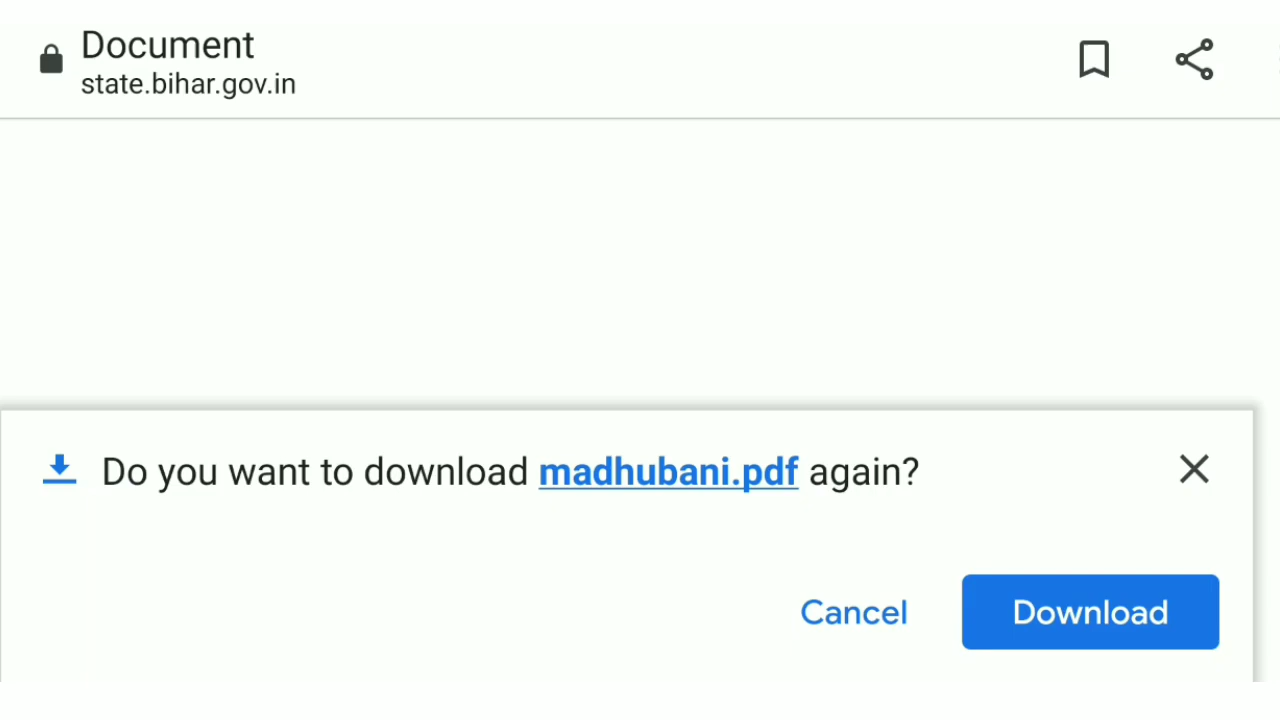 Document
state.bihar.gov.in
Do you want to download madhubani.pdf again?
Cancel
Download